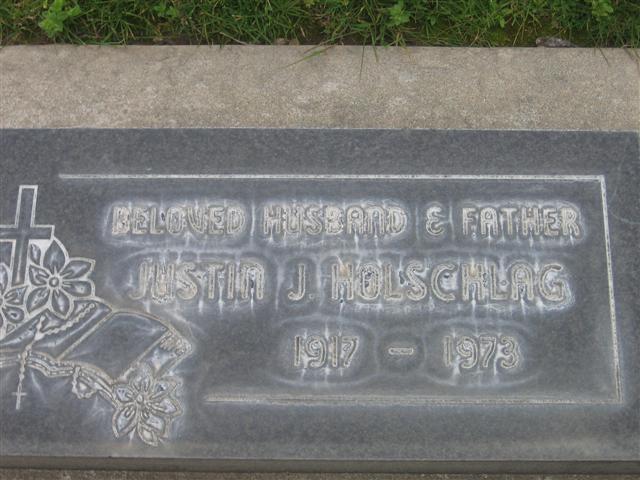 BELOVED HUSBAND & FATHER
JUSTIN J. HOLSCHLAG
1917 - 1973